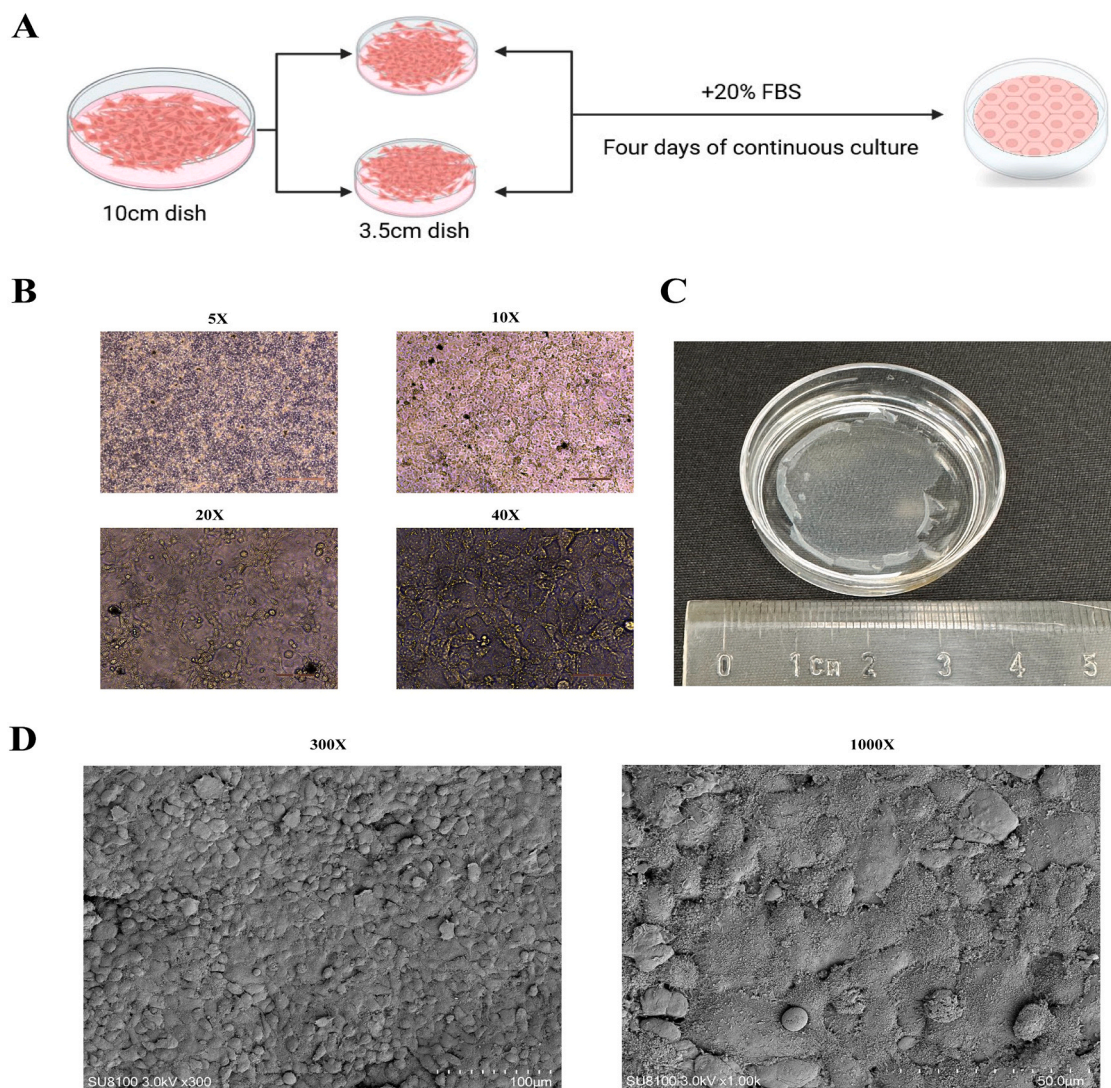 A
+20% FBS
Four days of continuous culture
10cm dish
3.5cm dish
B
C
5X
10X
20X
40X
0 1CM 2 3 4 5
D
300X
1000X
SU8100 3.0kV x300
100μm
SU8100 3.0kV x1.00k
50.0μm